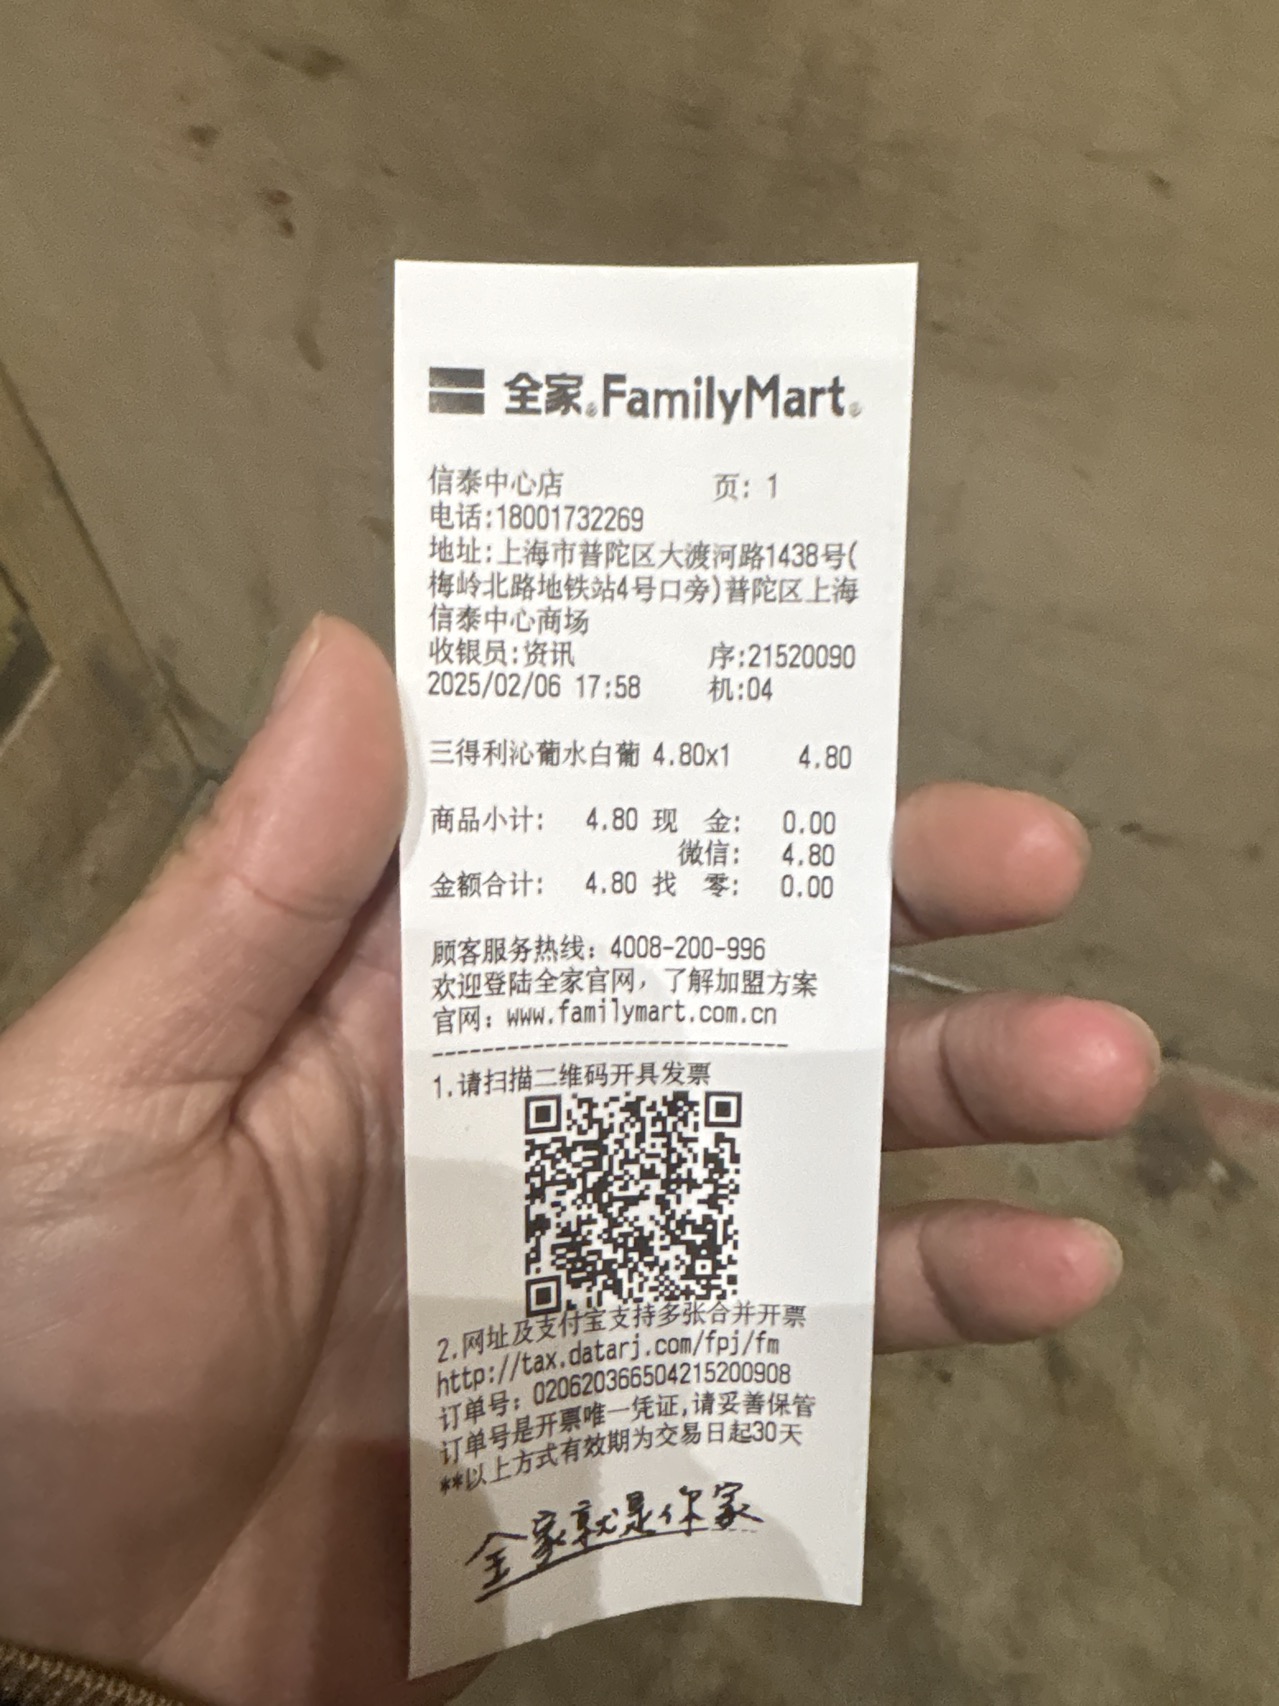 全家®FamilyMart®
信泰中心店 页: 1
电话:18001732269
地址:上海市普陀区大渡河路1438号(
梅岭北路地铁站4号口旁)普陀区上海
信泰中心商场
收银员:资讯 序:21520090
2025/02/06 17:58 机:04
三得利沁葡水白葡 4.80x1 4.80
商品小计: 4.80 现 金: 0.00
微信: 4.80
金额合计: 4.80 找 零: 0.00
顾客服务热线: 4008-200-996
欢迎登陆全家官网,了解加盟方案
官网: www.familymart.com.cn
1.请扫描二维码开具发票
2.网址及支付宝支持多张合并开票
http://tax.datarj.com/fpj/fm
订单号: 020620366504215200908
订单号是开票唯一凭证,请妥善保管
**以上方式有效期为交易日起30天
全家就是你家